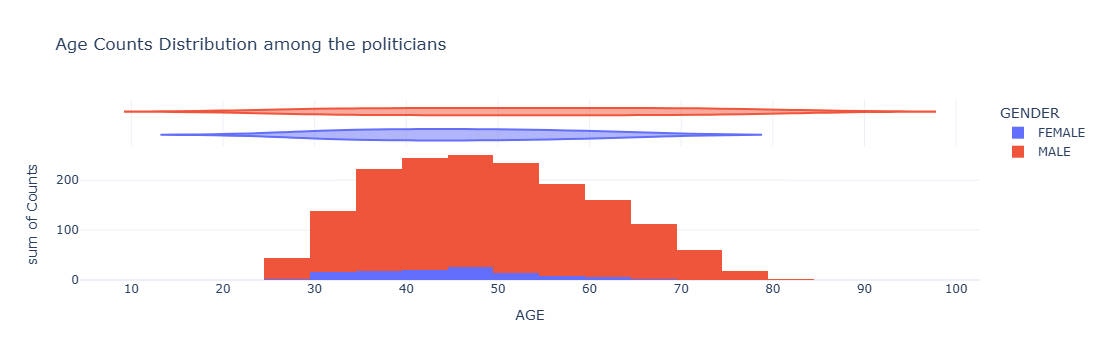 Age Counts Distribution among the politicians
GENDER
FEMALE
MALE
sum of Counts
200
100
0
10 20 30 40 50 60 70 80 90 100
AGE